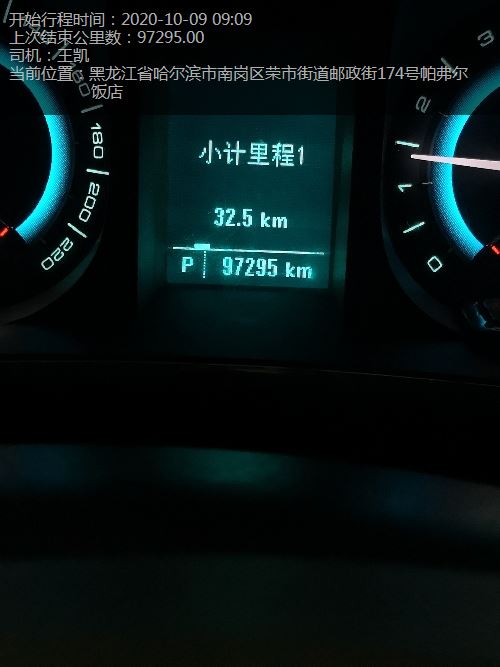 开始行程时间：2020-10-09 09:09
上次结束公里数：97295.00
司机：王凯
当前位置：黑龙江省哈尔滨市南岗区荣市街道邮政街174号帕弗尔
饭店
小计里程1
32.5 km
P 97295 km
180
200
220
3
2
1
0